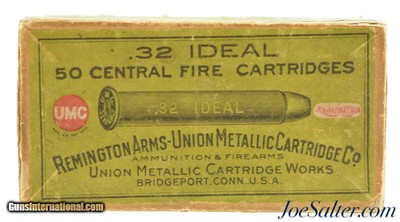 .32 IDEAL
50 CENTRAL FIRE CARTRIDGES
UMC
.32 IDEAL
Remington
REMINGTON ARMS-UNION METALLIC CARTRIDGE CO
AMMUNITION & FIREARMS
UNION METALLIC CARTRIDGE WORKS
BRIDGEPORT, CONN. U.S.A.
GunsInternational.com
JoeSalter.com